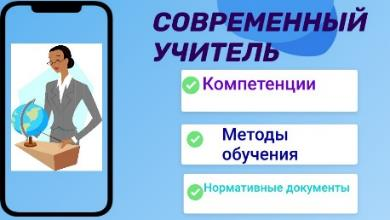 СОВРЕМЕННЫЙ
УЧИТЕЛЬ
Компетенции
Методы
обучения
Нормативные документы